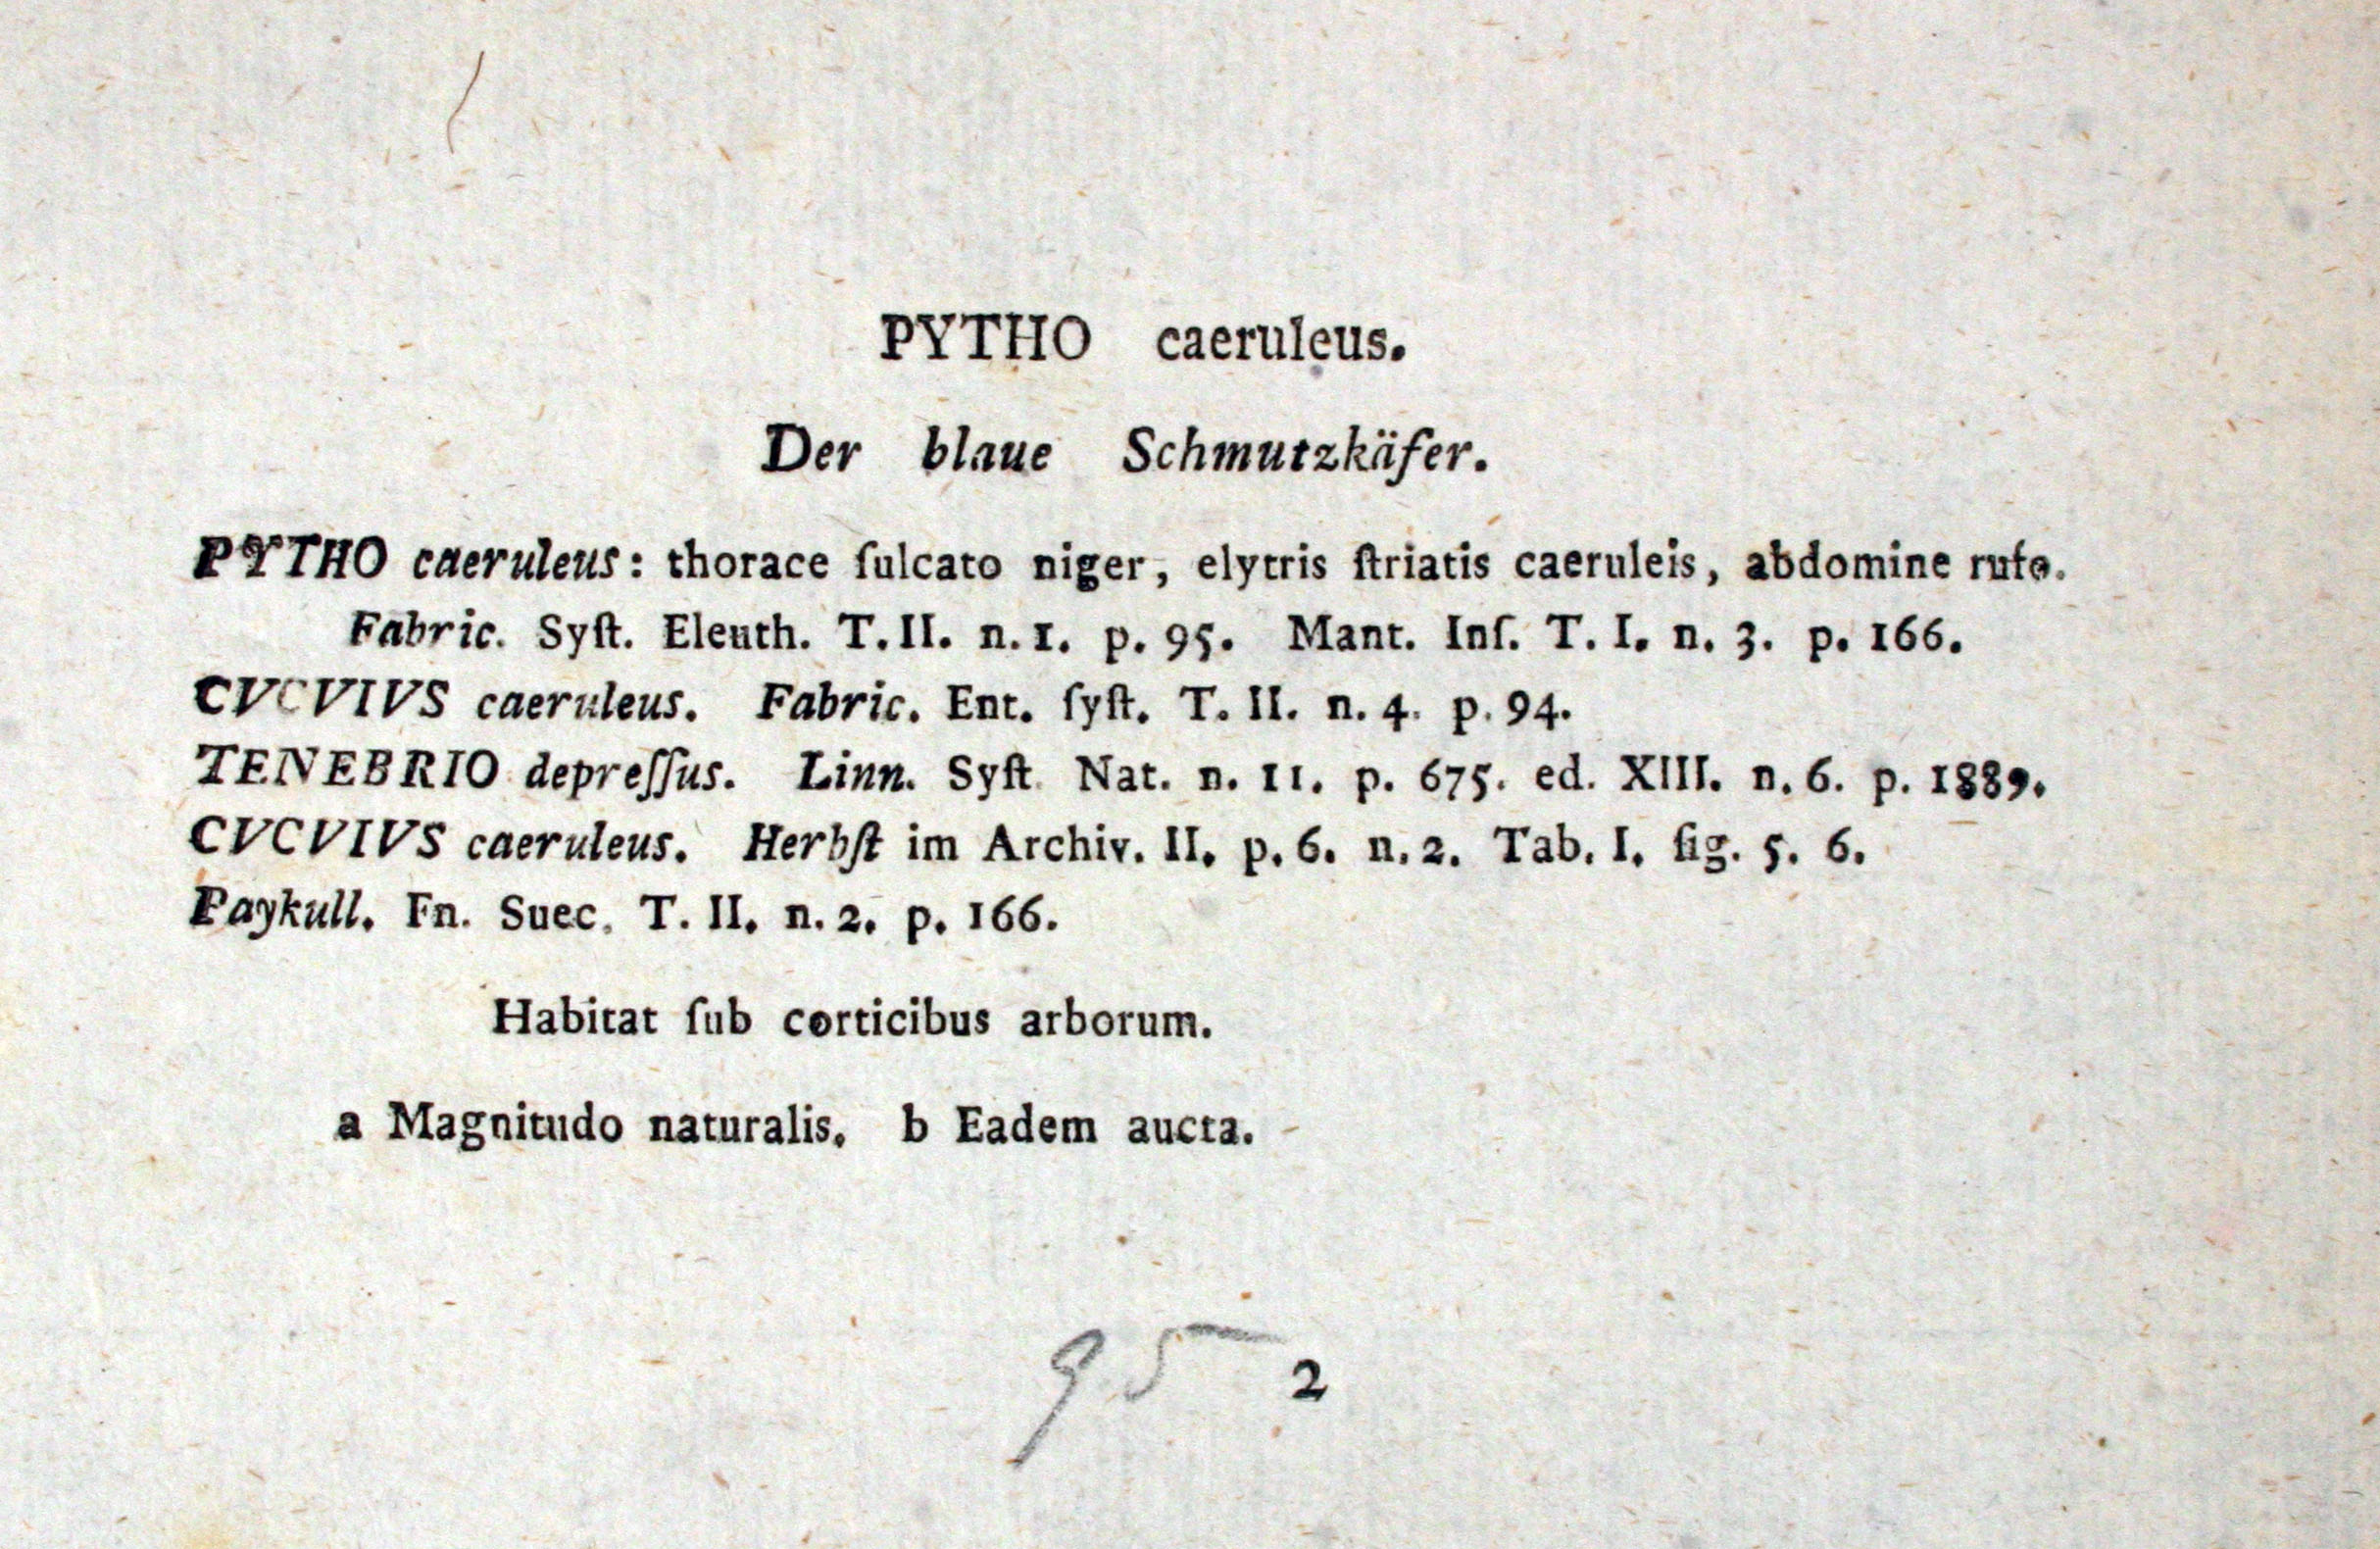 PYTHO caeruleus.
Der blaue Schmutzkäfer.
PYTHO caeruleus: thorace ſulcato niger, elytris ſtriatis caeruleis, abdomine rufo.
Fabric. Syſt. Eleuth. T. II. n. 1. p. 95. Mant. Inſ. T. I. n. 3. p. 166.
CVCVIVS caeruleus. Fabric. Ent. ſyſt. T. II. n. 4. p. 94.
TENEBRIO depreſſus. Linn. Syſt. Nat. n. 11. p. 675. ed. XIII. n. 6. p. 1889.
CVCVIVS caeruleus. Herbſt im Archiv. II. p. 6. n. 2. Tab. I. fig. 5. 6.
Paykull. Fn. Suec. T. II. n. 2. p. 166.
Habitat ſub corticibus arborum.
a Magnitudo naturalis. b Eadem aucta.
95 2